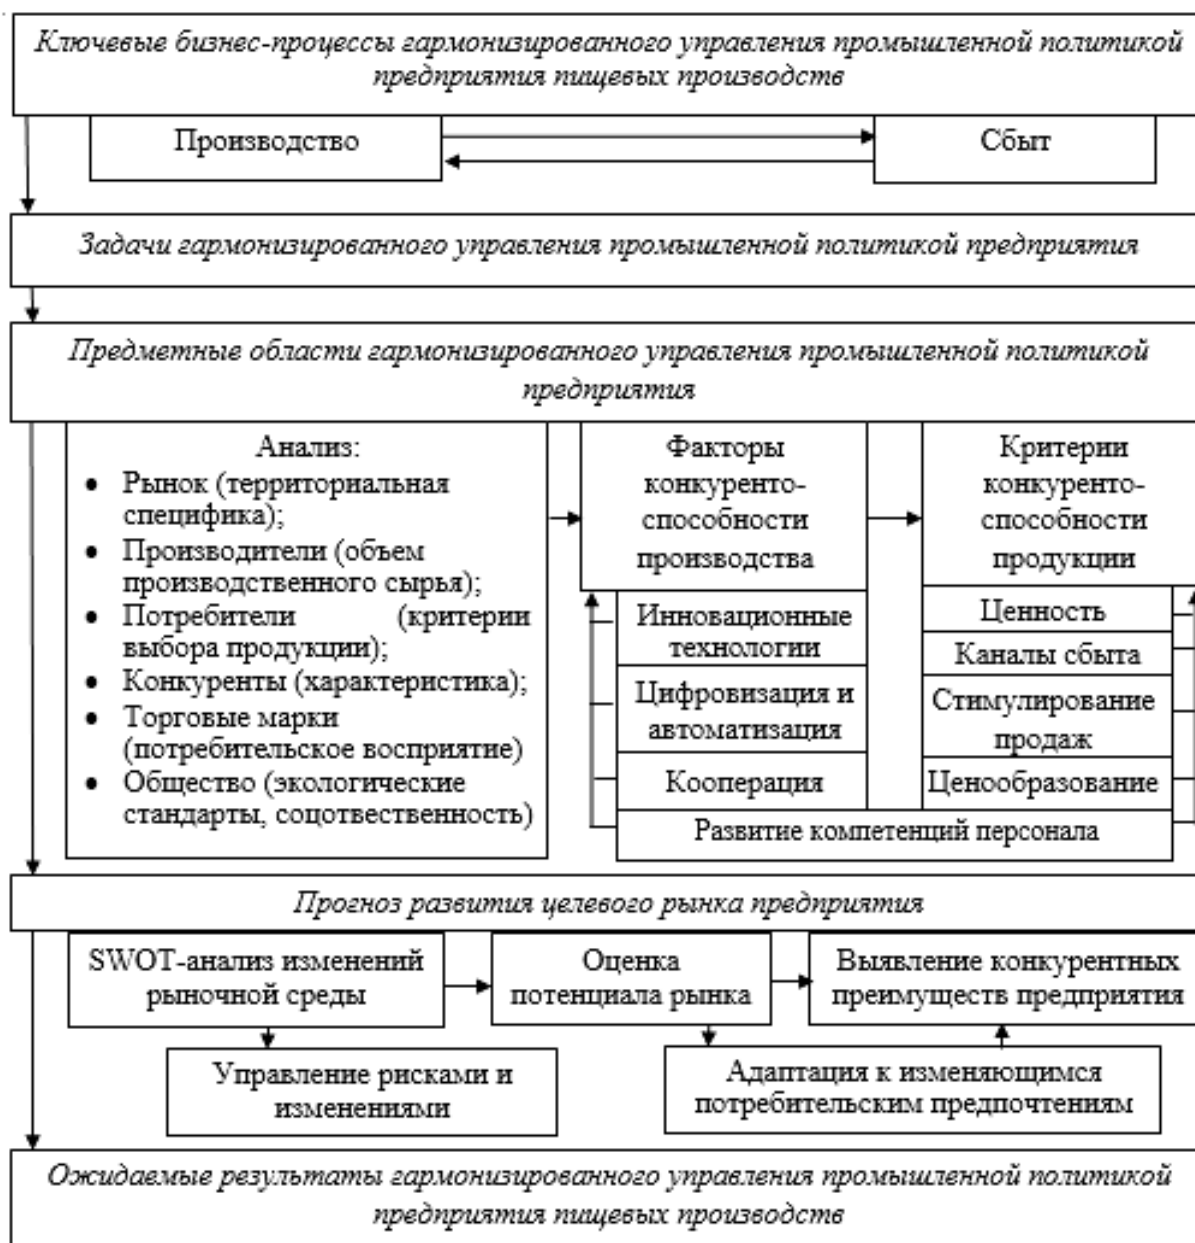 Ключевые бизнес-процессы гармонизированного управления промышленной политикой
предприятия пищевых производств
Производство
Сбыт
Задачи гармонизированного управления промышленной политикой предприятия
Предметные области гармонизированного управления промышленной политикой
предприятия
Анализ:
• Рынок (территориальная
специфика);
• Производители (объем
производственного сырья);
• Потребители (критерии
выбора продукции);
• Конкуренты (характеристика);
• Торговые марки
(потребительское восприятие)
• Общество (экологические
стандарты, соцотвественность)
Факторы
конкуренто-
способности
производства
Инновационные
технологии
Цифровизация и
автоматизация
Кооперация
Критерии
конкуренто-
способности
продукции
Ценность
Каналы сбыта
Стимулирование
продаж
Ценообразование
Развитие компетенций персонала
Прогноз развития целевого рынка предприятия
SWOT-анализ изменений
рыночной среды
Оценка
потенциала рынка
Выявление конкурентных
преимуществ предприятия
Управление рисками и
изменениями
Адаптация к изменяющимся
потребительским предпочтениям
Ожидаемые результаты гармонизированного управления промышленной политикой
предприятия пищевых производств